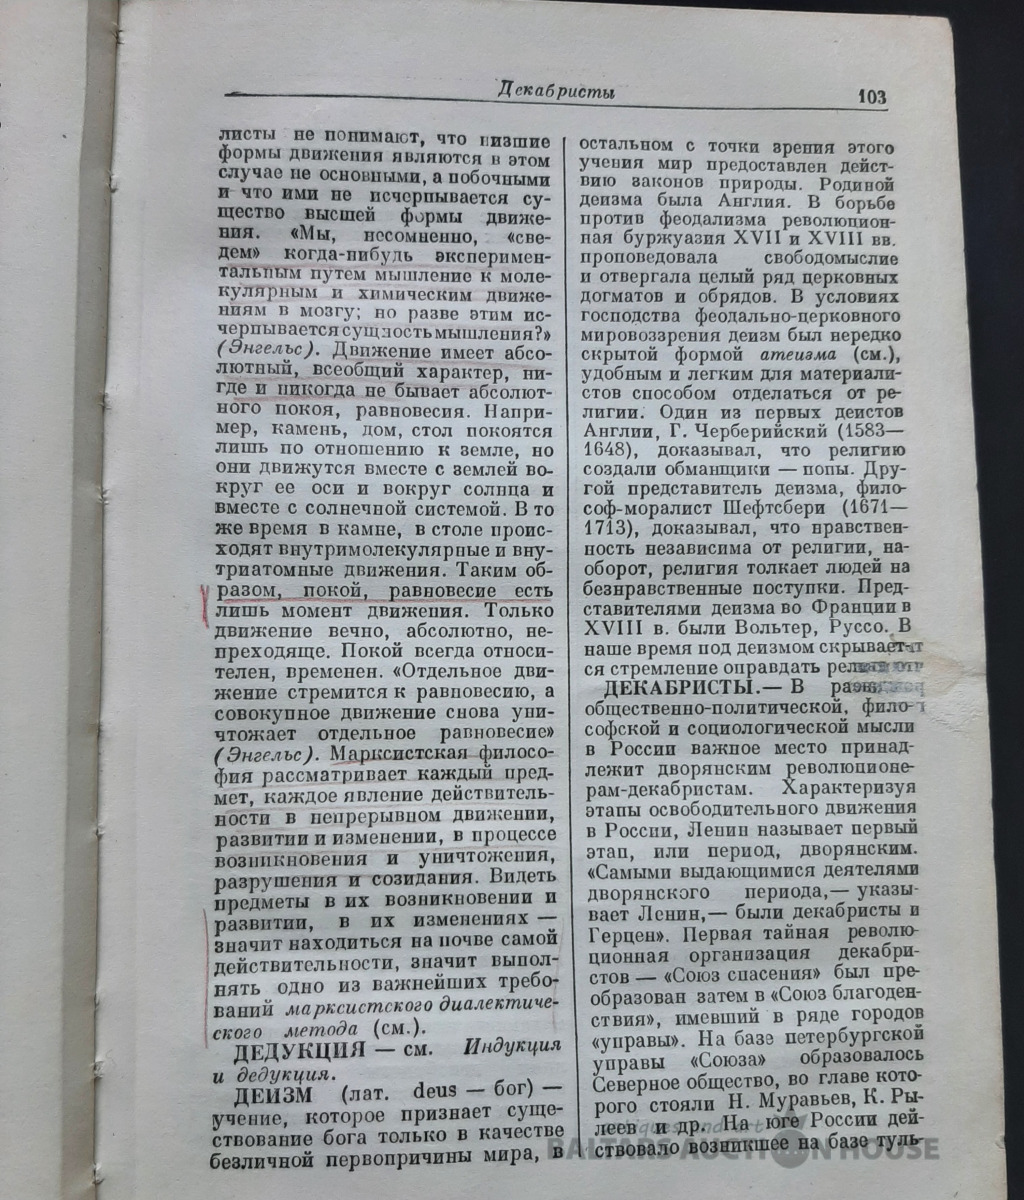 Декабристы
103
листы не понимают, что низшие
формы движения являются в этом
случае не основными, а побочными
и что ими не исчерпывается су-
щество высшей формы движе-
ния. «Мы, несомненно, «све-
дем» когда-нибудь эксперимен-
тальным путем мышление к моле-
кулярным и химическим движе-
ниям в мозгу; но разве этим ис-
черпывается сущность мышления?»
(Энгельс). Движение имеет абсо-
лютный, всеобщий характер, ни-
где и никогда не бывает абсолют-
ного покоя, равновесия. Напри-
мер, камень, дом, стол покоятся
лишь по отношению к земле, но
они движутся вместе с землей во-
круг ее оси и вокруг солнца и
вместе с солнечной системой. В то
же время в камне, в столе проис-
ходят внутримолекулярные и вну-
триатомные движения. Таким об-
разом, покой, равновесие есть
лишь момент движения. Только
движение вечно, абсолютно, не-
преходяще. Покой всегда относи-
телен, временен. «Отдельное дви-
жение стремится к равновесию, а
совокупное движение снова уни-
чтожает отдельное равновесие»
(Энгельс). Марксистская филосо-
фия рассматривает каждый пред-
мет, каждое явление действитель-
ности в непрерывном движении,
развитии и изменении, в процессе
возникновения и уничтожения,
разрушения и созидания. Видеть
предметы в их возникновении и
развитии, в их изменениях —
значит находиться на почве самой
действительности, значит выпол-
нять одно из важнейших требо-
ваний марксистского диалектиче-
ского метода (см.).
ДЕДУКЦИЯ — см. Индукция
и дедукция.
ДЕИЗМ (лат. deus — бог) —
учение, которое признает суще-
ствование бога только в качестве
безличной первопричины мира, в
остальном с точки зрения этого
учения мир предоставлен дейст-
вию законов природы. Родиной
деизма была Англия. В борьбе
против феодализма революцион-
ная буржуазия XVII и XVIII вв.
проповедовала свободомыслие
и отвергала целый ряд церковных
догматов и обрядов. В условиях
господства феодально-церковного
мировоззрения деизм был нередко
скрытой формой атеизма (см.),
удобным и легким для материали-
стов способом отделаться от ре-
лигии. Один из первых деистов
Англии, Г. Черберийский (1583—
1648), доказывал, что религию
создали обманщики — попы. Дру-
гой представитель деизма, фило-
соф-моралист Шефтсбери (1671—
1713), доказывал, что нравствен-
ность независима от религии, на-
оборот, религия толкает людей на
безнравственные поступки. Пред-
ставителями деизма во Франции в
XVIII в. были Вольтер, Руссо. В
наше время под деизмом скрывает-
ся стремление оправдать
ДЕКАБРИСТЫ.— В
общественно-политической, фило-
софской и социологической мысли
в России важное место принад-
лежит дворянским революционе-
рам-декабристам. Характеризуя
этапы освободительного движения
в России, Ленин называет первый
этап, или период, дворянским.
«Самыми выдающимися деятелями
дворянского периода,— указы-
вает Ленин,— были декабристы и
Герцен». Первая тайная револю-
ционная организация декабри-
стов — «Союз спасения» был пре-
образован затем в «Союз благоден-
ствия», имевший в ряде городов
«управы». На базе петербургской
управы «Союза» образовалось
Северное общество, во главе кото-
рого стояли Н. Муравьев, К. Ры-
леев и др. На юге России дей-
ствовало возникшее на базе туль-
BALTARS AUCTION HOUSE